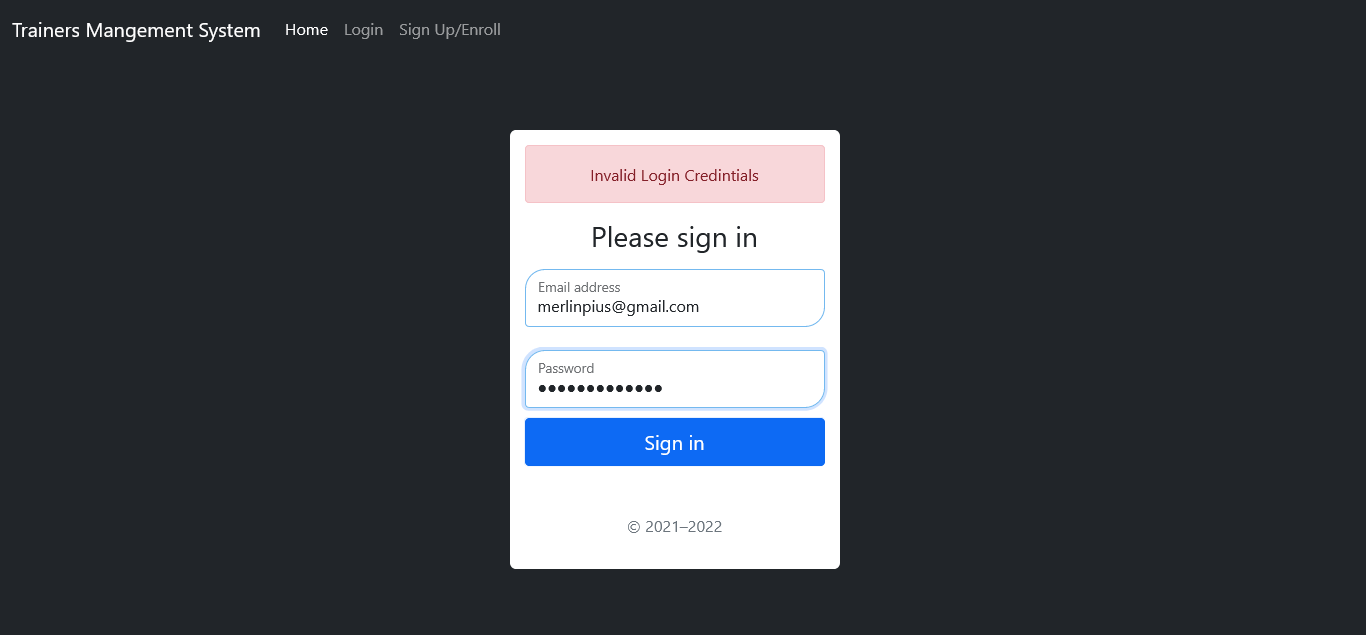 Trainers Mangement System Home Login Sign Up/Enroll
Invalid Login Credintials
Please sign in
Email address
merlinpius@gmail.com
Password
•••••••••••••
Sign in
© 2021–2022